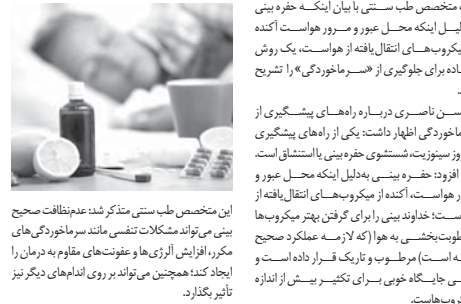 متخصص طب سنتی با بیان اینکه حفره بینی
لیل اینکه محل عبور و مرور هواست آکنده
میکروب‌های انتقال‌یافته از هواست، یک روش
اده برای جلوگیری از «سرماخوردگی» را تشریح
سن ناصری درباره راه‌های پیشگیری از
ماخوردگی اظهار داشت: یکی از راه‌های پیشگیری
وز سینوزیت، شستشوی حفره بینی یا استنشاق است.
افزود: حفره بینی به‌دلیل اینکه محل عبور و
ر هواست، آکنده از میکروب‌های انتقال‌یافته از
ست؛ خداوند بینی را برای گرفتن بهتر میکروب‌ها
طوبت‌بخشی به هوا (که لازمه عملکرد صحیح
ه است) مرطوب و تاریک قرار داده است و
ی جایگاه خوبی برای تکثیر بیش از اندازه
کروب‌هاست.
این متخصص طب سنتی متذکر شد: عدم‌نظافت صحیح
بینی می‌تواند مشکلات تنفسی مانند سرماخوردگی‌های
مکرر، افزایش آلرژی‌ها و عفونت‌های مقاوم به درمان را
ایجاد کند؛ همچنین می‌تواند بر روی اندام‌های دیگر نیز
تأثیر بگذارد.